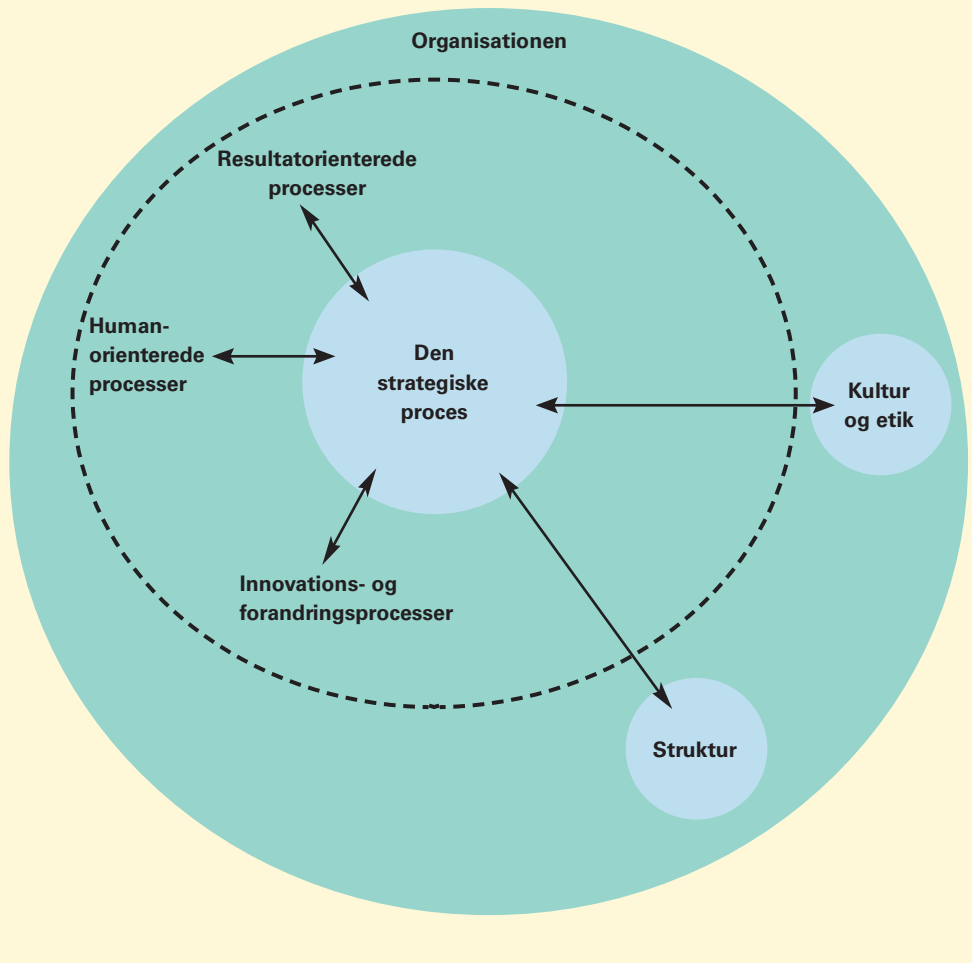 Organisationen
Resultatorienterede
processer
Human-
orienterede
processer
Den
strategiske
proces
Kultur
og etik
Innovations- og
forandringsprocesser
Struktur